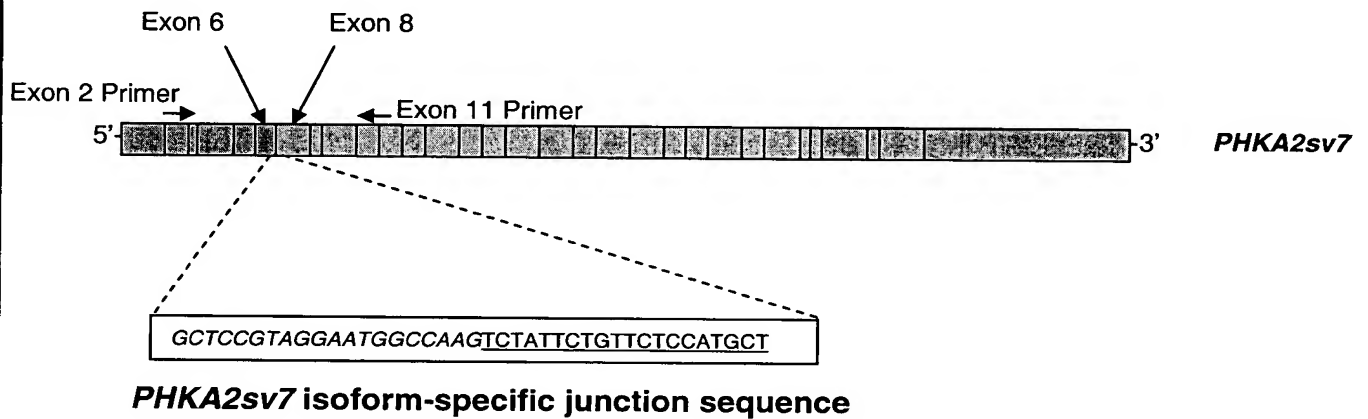 Exon 6 Exon 8
Exon 2 Primer
Exon 11 Primer
5'- -3' PHKA2sv7
GCTCCGTAGGAATGGCCAAGTCTATTCTGTTCTCCATGCT
PHKA2sv7 isoform-specific junction sequence